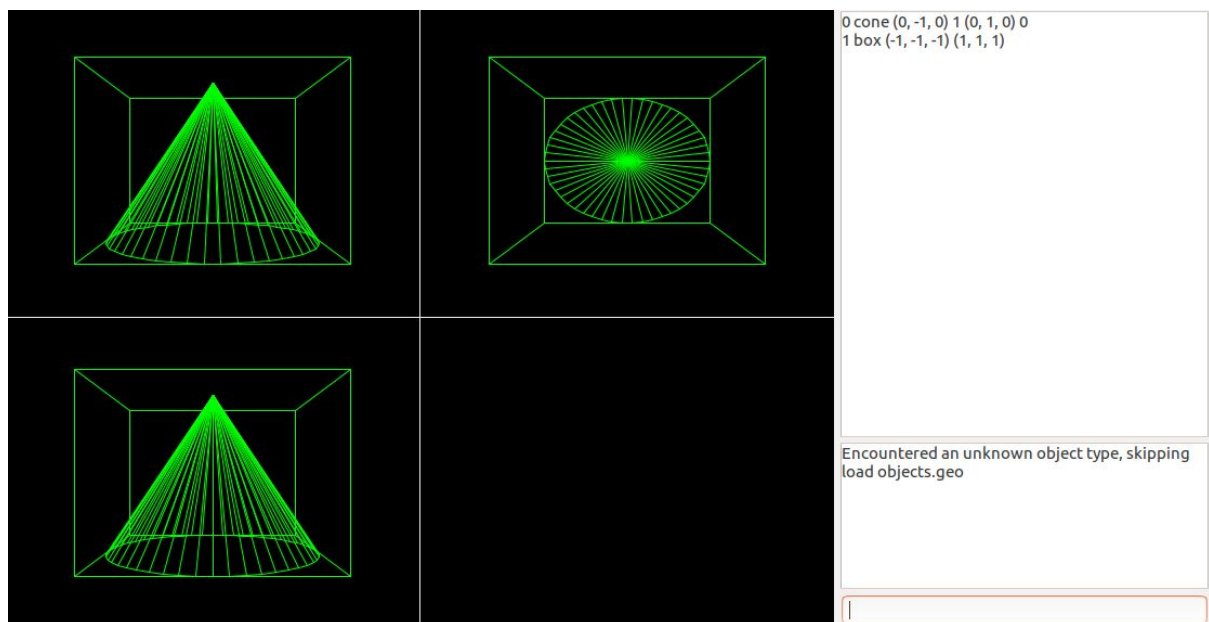 0 cone (0, -1, 0) 1 (0, 1, 0) 0
1 box (-1, -1, -1) (1, 1, 1)
Encountered an unknown object type, skipping
load objects.geo